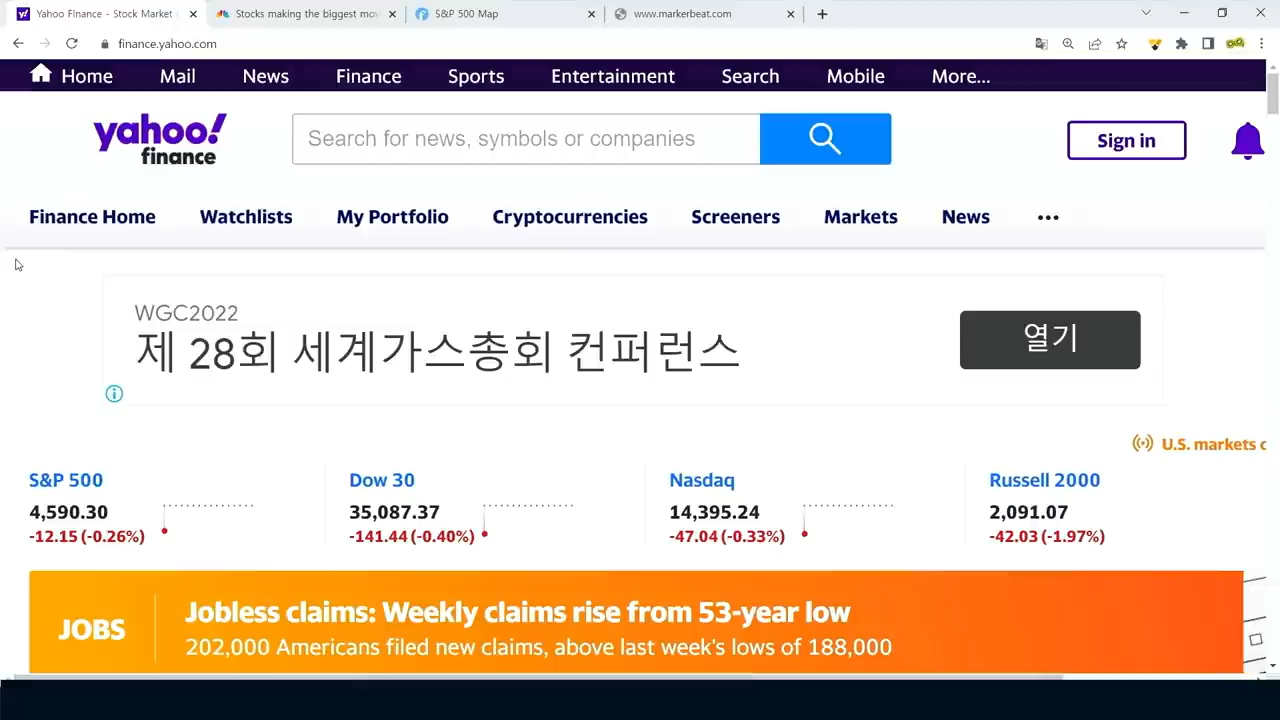 Yahoo Finance - Stock Market
Stocks making the biggest mo
S&P 500 Map
www.markerbeat.com
finance.yahoo.com
Home Mail News Finance Sports Entertainment Search Mobile More...
yahoo!
finance
Search for news, symbols or companies
Sign in
Finance Home Watchlists My Portfolio Cryptocurrencies Screeners Markets News
WGC2022
제 28회 세계가스총회 컨퍼런스
열기
U.S. markets c
S&P 500 Dow 30 Nasdaq Russell 2000
4,590.30 35,087.37 14,395.24 2,091.07
-12.15 (-0.26%) -141.44 (-0.40%) -47.04 (-0.33%) -42.03 (-1.97%)
JOBS
Jobless claims: Weekly claims rise from 53-year low
202,000 Americans filed new claims, above last week's lows of 188,000